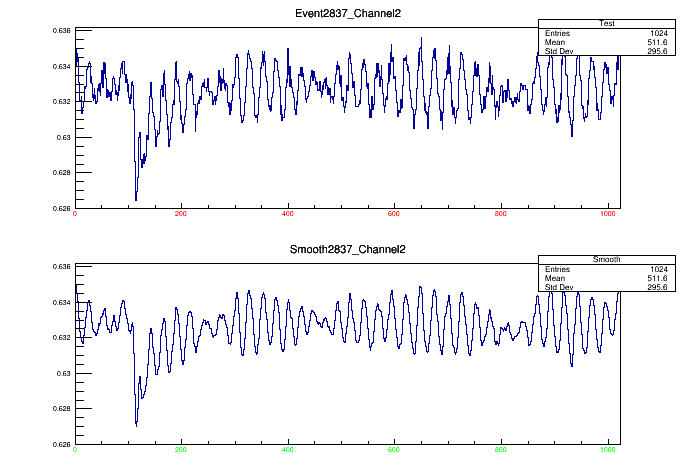 Event2837_Channel2
Test
Entries 1024
Mean 511.6
Std Dev 295.6
0.636
0.634
0.632
0.63
0.628
0.626
0 200 400 600 800 1000
Smooth2837_Channel2
Smooth
Entries 1024
Mean 511.6
Std Dev 295.6
0.636
0.634
0.632
0.63
0.628
0.626
0 200 400 600 800 1000